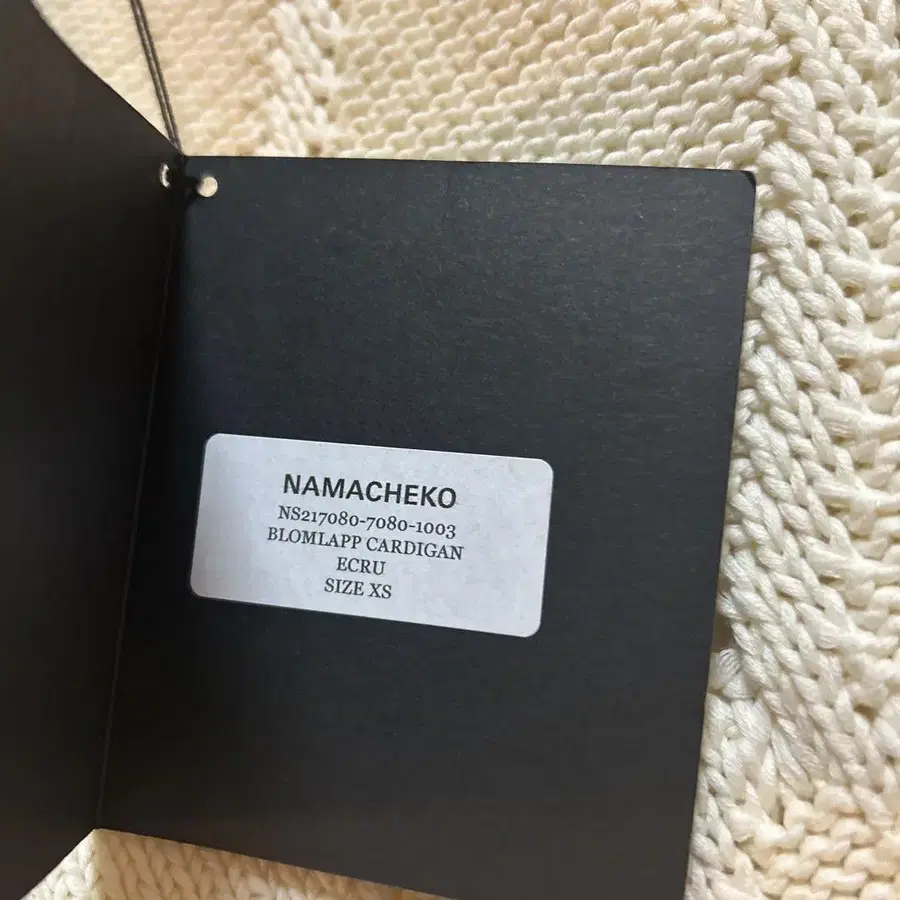 NAMACHEKO
NS217080-7080-1003
BLOMLAPP CARDIGAN
ECRU
SIZE XS